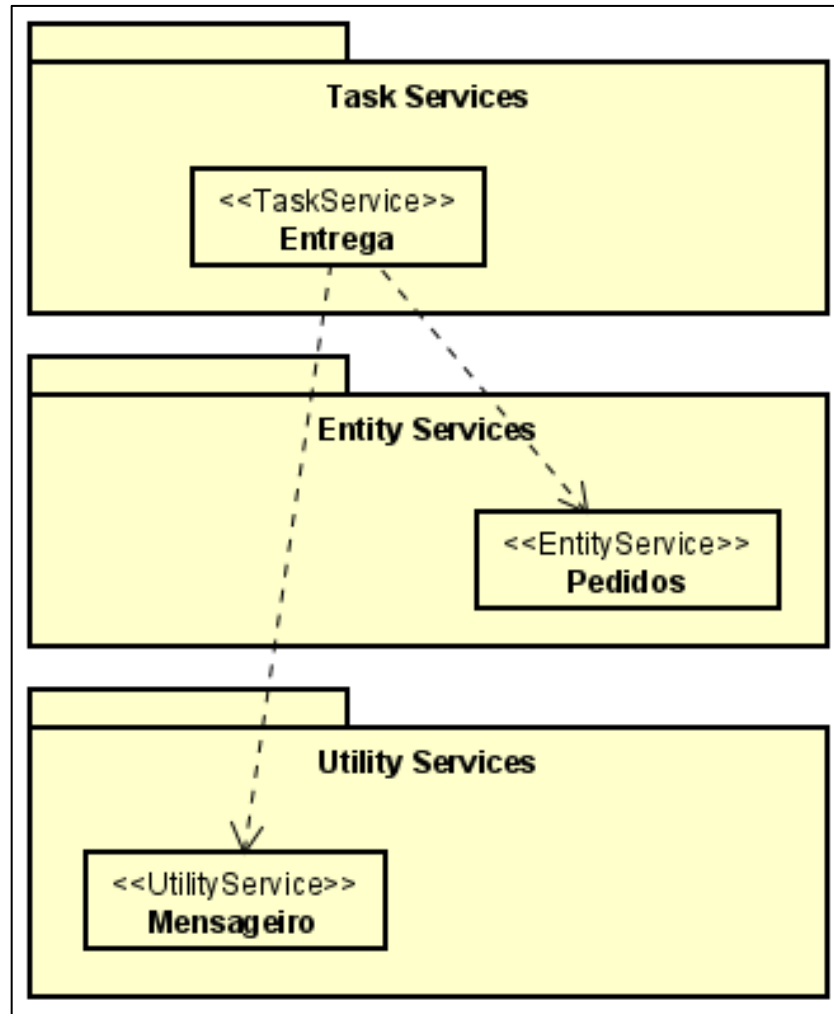 Task Services
<<TaskService>>
Entrega
Entity Services
<<EntityService>>
Pedidos
Utility Services
<<UtilityService>>
Mensageiro